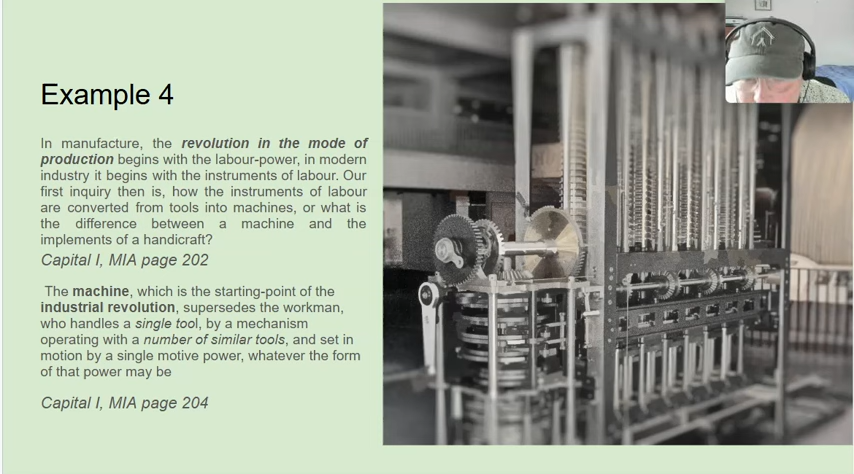 Example 4
In manufacture, the revolution in the mode of
production begins with the labour-power, in modern
industry it begins with the instruments of labour. Our
first inquiry then is, how the instruments of labour
are converted from tools into machines, or what is
the difference between a machine and the
implements of a handicraft?
Capital I, MIA page 202
The machine, which is the starting-point of the
industrial revolution, supersedes the workman,
who handles a single tool, by a mechanism
operating with a number of similar tools, and set in
motion by a single motive power, whatever the form
of that power may be
Capital I, MIA page 204